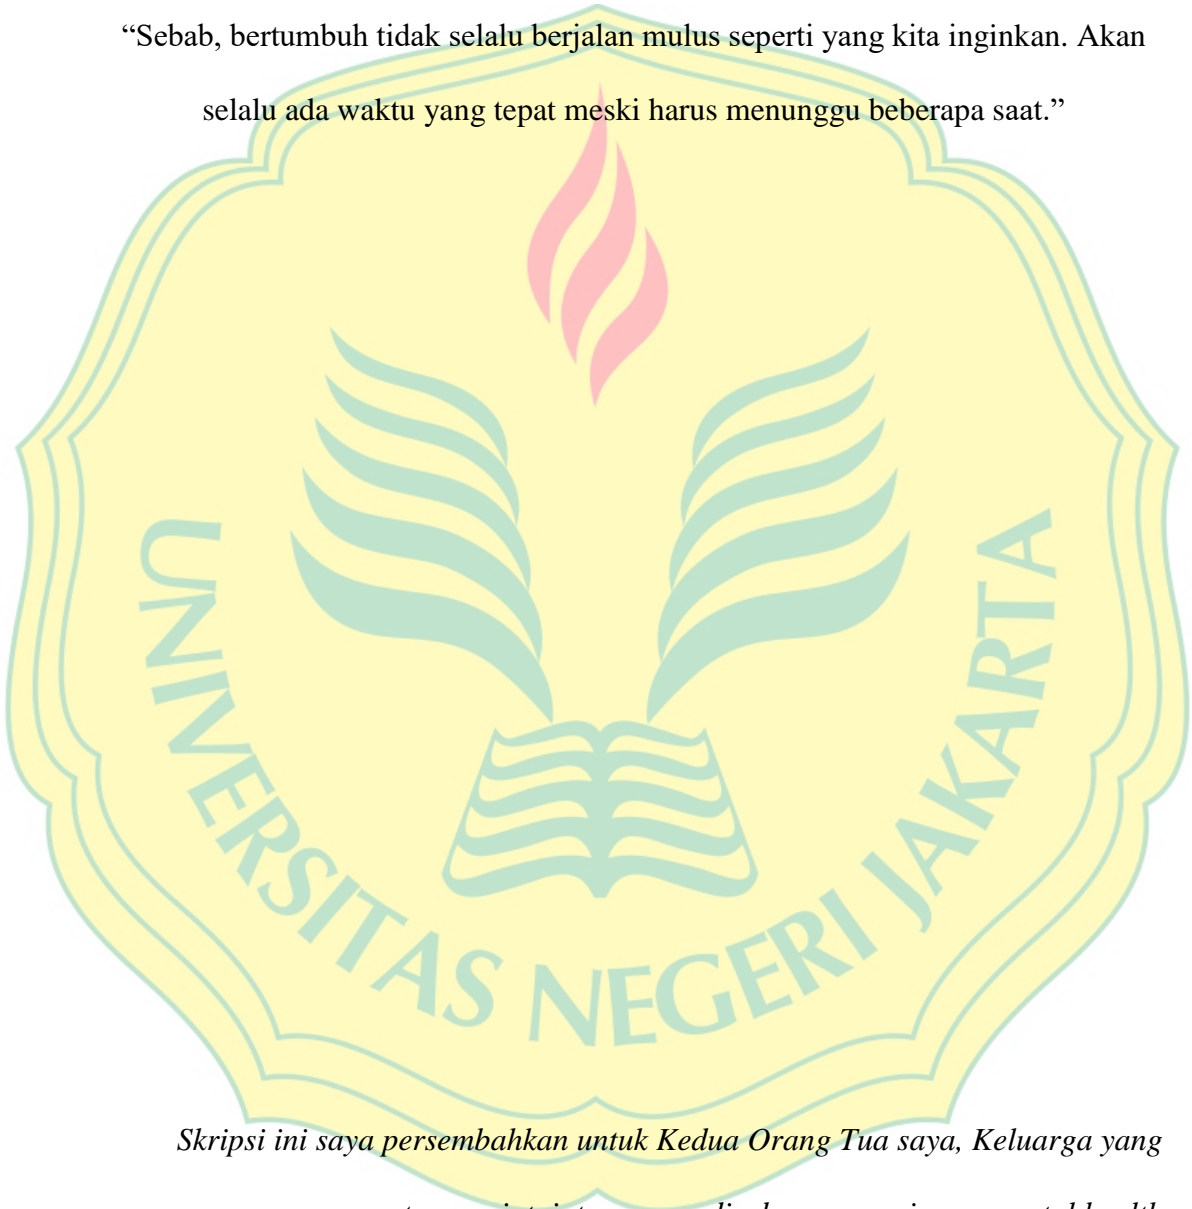 “Sebab, bertumbuh tidak selalu berjalan mulus seperti yang kita inginkan. Akan
selalu ada waktu yang tepat meski harus menunggu beberapa saat.”
UNIVERSITAS NEGERI JAKARTA
Skripsi ini saya persembahkan untuk Kedua Orang Tua saya, Keluarga yang